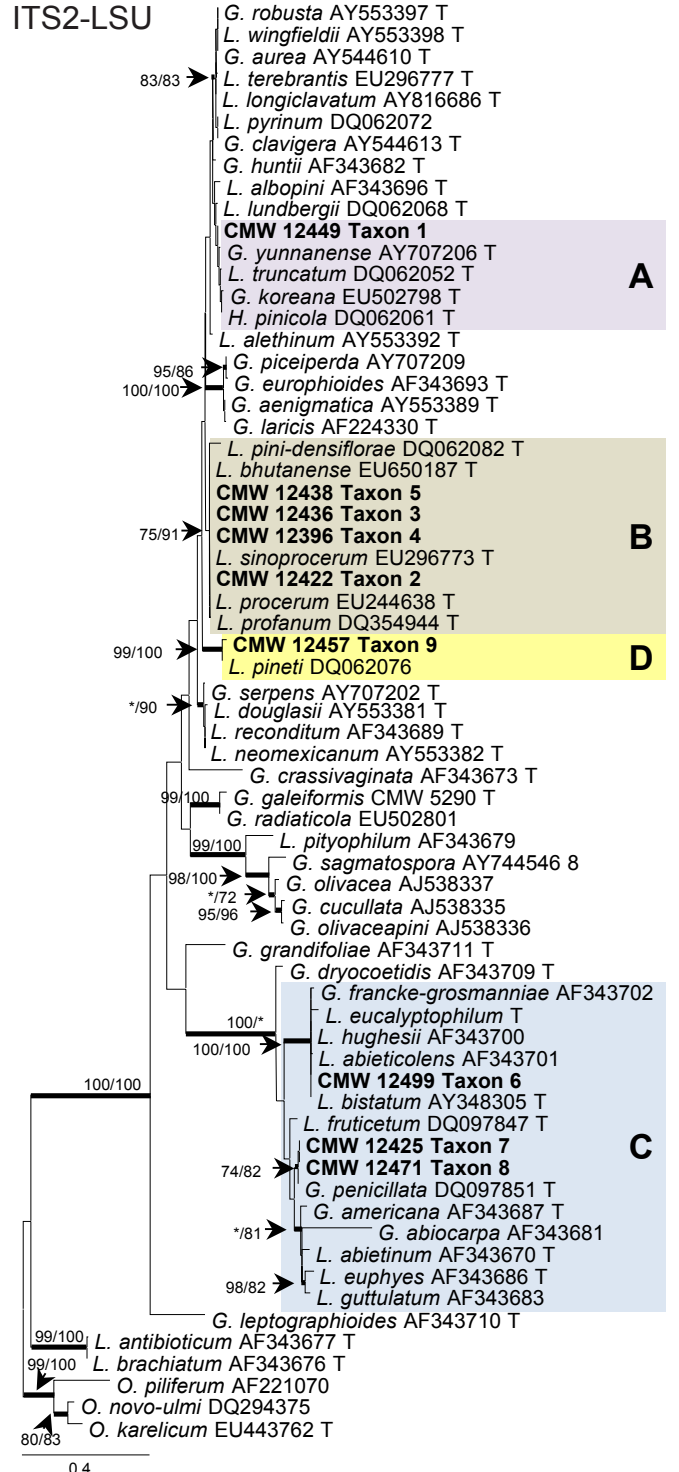 ITS2-LSU
G. robusta AY553397 T
L. wingfieldii AY553398 T
G. aurea AY544610 T
83/83
L. terebrantis EU296777 T
L. longiclavatum AY816686 T
L. pyrinum DQ062072
G. clavigera AY544613 T
G. huntii AF343682 T
L. albopini AF343696 T
L. lundbergii DQ062068 T
CMW 12449 Taxon 1
G. yunnanense AY707206 T
L. truncatum DQ062052 T
A
G. koreana EU502798 T
H. pinicola DQ062061 T
L. alethinum AY553392 T
95/86
G. piceiperda AY707209
100/100
G. europhioides AF343693 T
G. aenigmatica AY553389 T
G. laricis AF224330 T
L. pini-densiflorae DQ062082 T
L. bhutanense EU650187 T
CMW 12438 Taxon 5
CMW 12436 Taxon 3
75/91
CMW 12396 Taxon 4
B
L. sinoprocerum EU296773 T
CMW 12422 Taxon 2
L. procerum EU244638 T
L. profanum DQ354944 T
99/100
CMW 12457 Taxon 9
L. pineti DQ062076
D
G. serpens AY707202 T
*/90
L. douglasii AY553381 T
L. reconditum AF343689 T
L. neomexicanum AY553382 T
G. crassivaginata AF343673 T
99/100
G. galeiformis CMW 5290 T
G. radiaticola EU502801
99/100
L. pityophilum AF343679
G. sagmatospora AY744546 8
98/100
G. olivacea AJ538337
*/72
G. cucullata AJ538335
95/96
G. olivaceapini AJ538336
G. grandifoliae AF343711 T
G. dryocoetidis AF343709 T
G. francke-grosmanniae AF343702
L. eucalyptophilum T
100/*
L. hughesii AF343700
100/100
L. abieticolens AF343701
100/100
CMW 12499 Taxon 6
L. bistatum AY348305 T
L. fruticetum DQ097847 T
CMW 12425 Taxon 7
C
74/82
CMW 12471 Taxon 8
G. penicillata DQ097851 T
G. americana AF343687 T
*/81
G. abiocarpa AF343681
L. abietinum AF343670 T
98/82
L. euphyes AF343686 T
L. guttulatum AF343683
G. leptographioides AF343710 T
99/100
L. antibioticum AF343677 T
L. brachiatum AF343676 T
99/100
O. piliferum AF221070
O. novo-ulmi DQ294375
O. karelicum EU443762 T
80/83
0.4